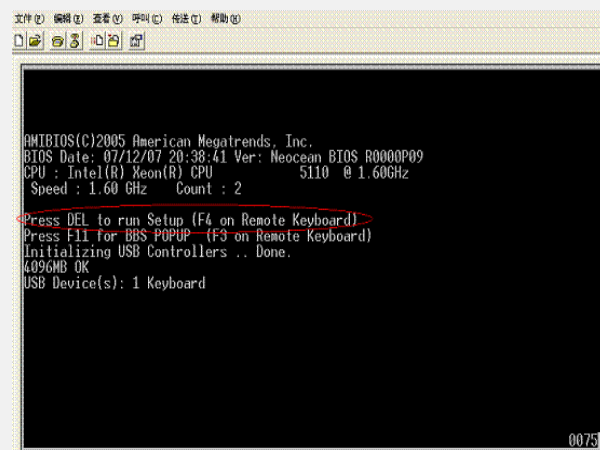 文件(F) 编辑(E) 查看(V) 呼叫(C) 传送(T) 帮助(H)
AMIBIOS(C)2005 American Megatrends, Inc.
BIOS Date: 07/12/07 20:38:41 Ver: Neocean BIOS R0000P09
CPU : Intel(R) Xeon(R) CPU 5110 @ 1.60GHz
Speed : 1.60 GHz Count : 2
Press DEL to run Setup (F4 on Remote Keyboard)
Press F11 for BBS POPUP (F3 on Remote Keyboard)
Initializing USB Controllers .. Done.
4096MB OK
USB Device(s): 1 Keyboard
0075